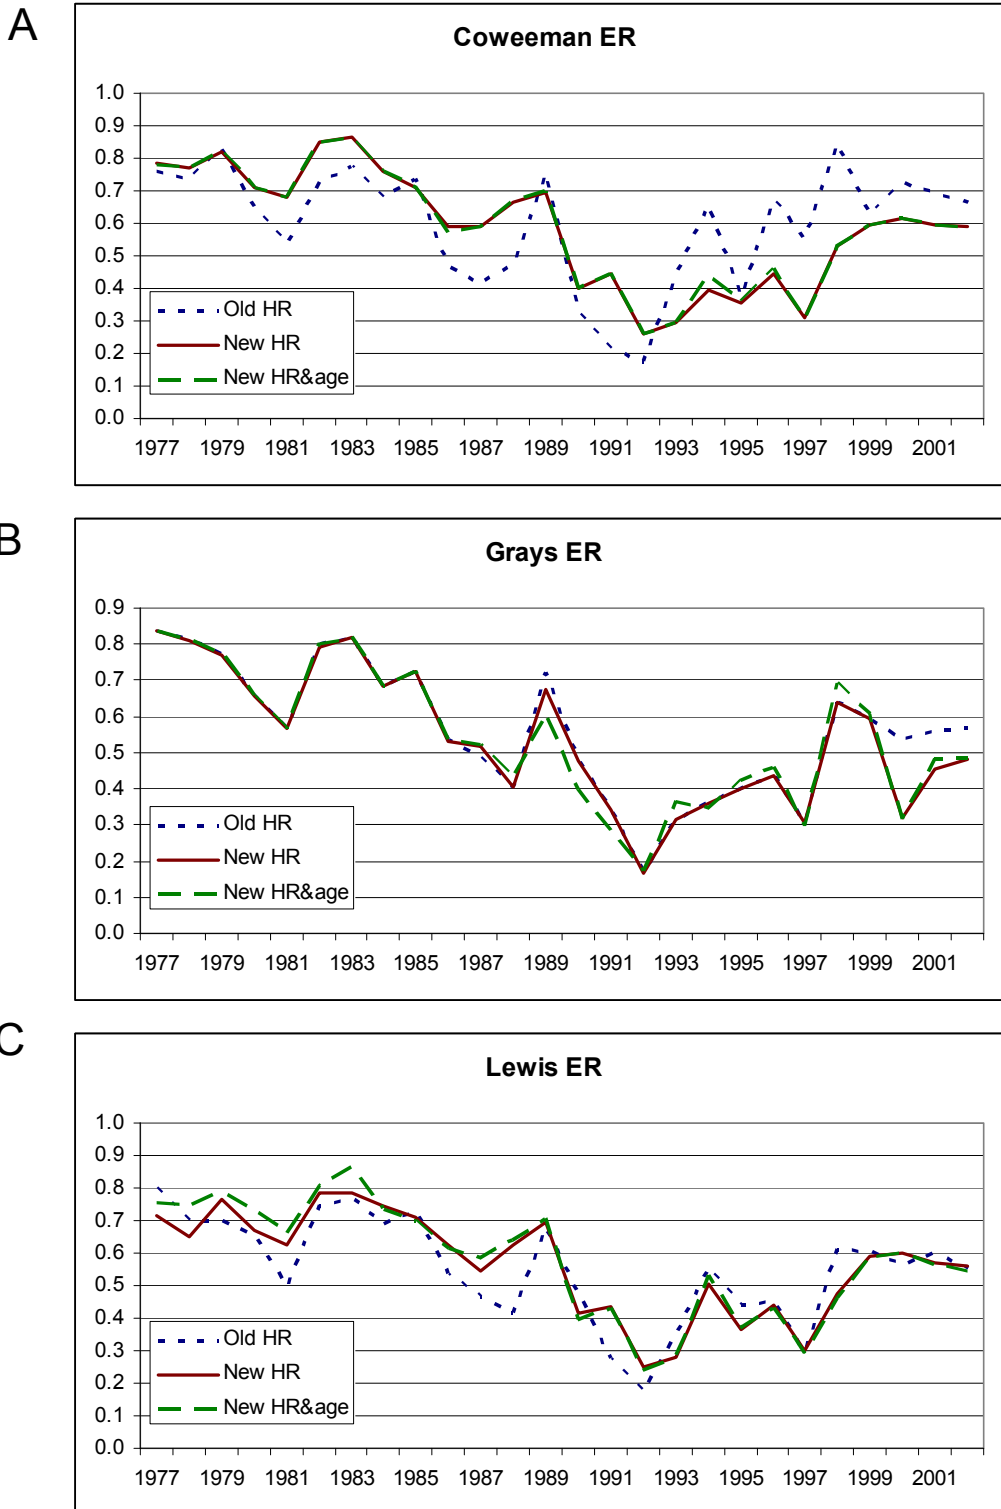 A
Coweeman ER
1.0
0.9
0.8
0.7
0.6
0.5
0.4
0.3
0.2
0.1
0.0
Old HR
New HR
New HR&age
1977 1979 1981 1983 1985 1987 1989 1991 1993 1995 1997 1999 2001
B
Grays ER
0.9
0.8
0.7
0.6
0.5
0.4
0.3
0.2
0.1
0.0
Old HR
New HR
New HR&age
1977 1979 1981 1983 1985 1987 1989 1991 1993 1995 1997 1999 2001
C
Lewis ER
1.0
0.9
0.8
0.7
0.6
0.5
0.4
0.3
0.2
0.1
0.0
Old HR
New HR
New HR&age
1977 1979 1981 1983 1985 1987 1989 1991 1993 1995 1997 1999 2001